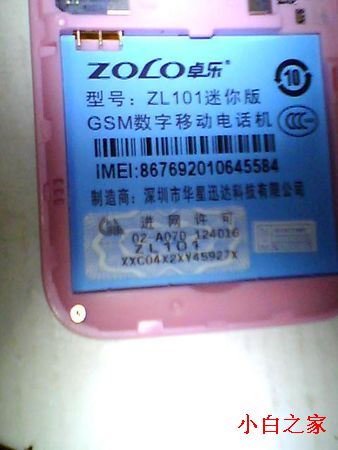 ZOLO卓乐®
10
型号：ZL101迷你版
GSM数字移动电话机
IMEI:867692010645584
制造商：深圳市华星迅达科技有限公司
进网许可
02-A070-124016
ZL101
XXC04X2XY45927X
小白之家